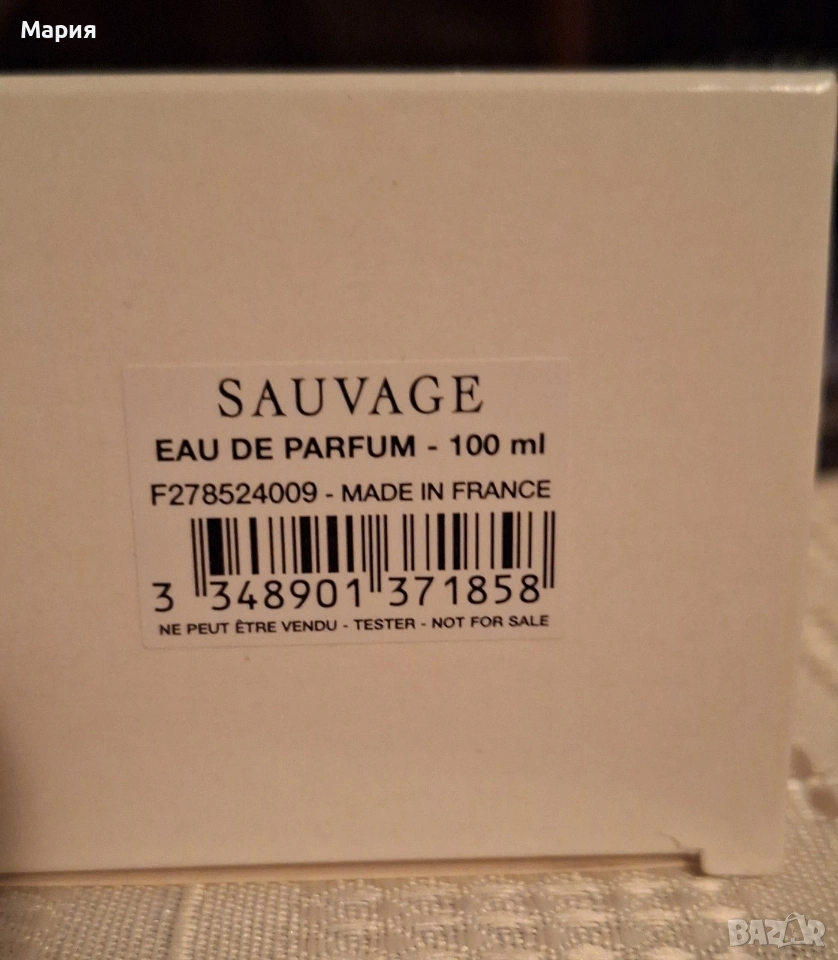 Мария
SAUVAGE
EAU DE PARFUM - 100 ml
F278524009 - MADE IN FRANCE
3 348901 371858
NE PEUT ÊTRE VENDU - TESTER - NOT FOR SALE
BAZAR